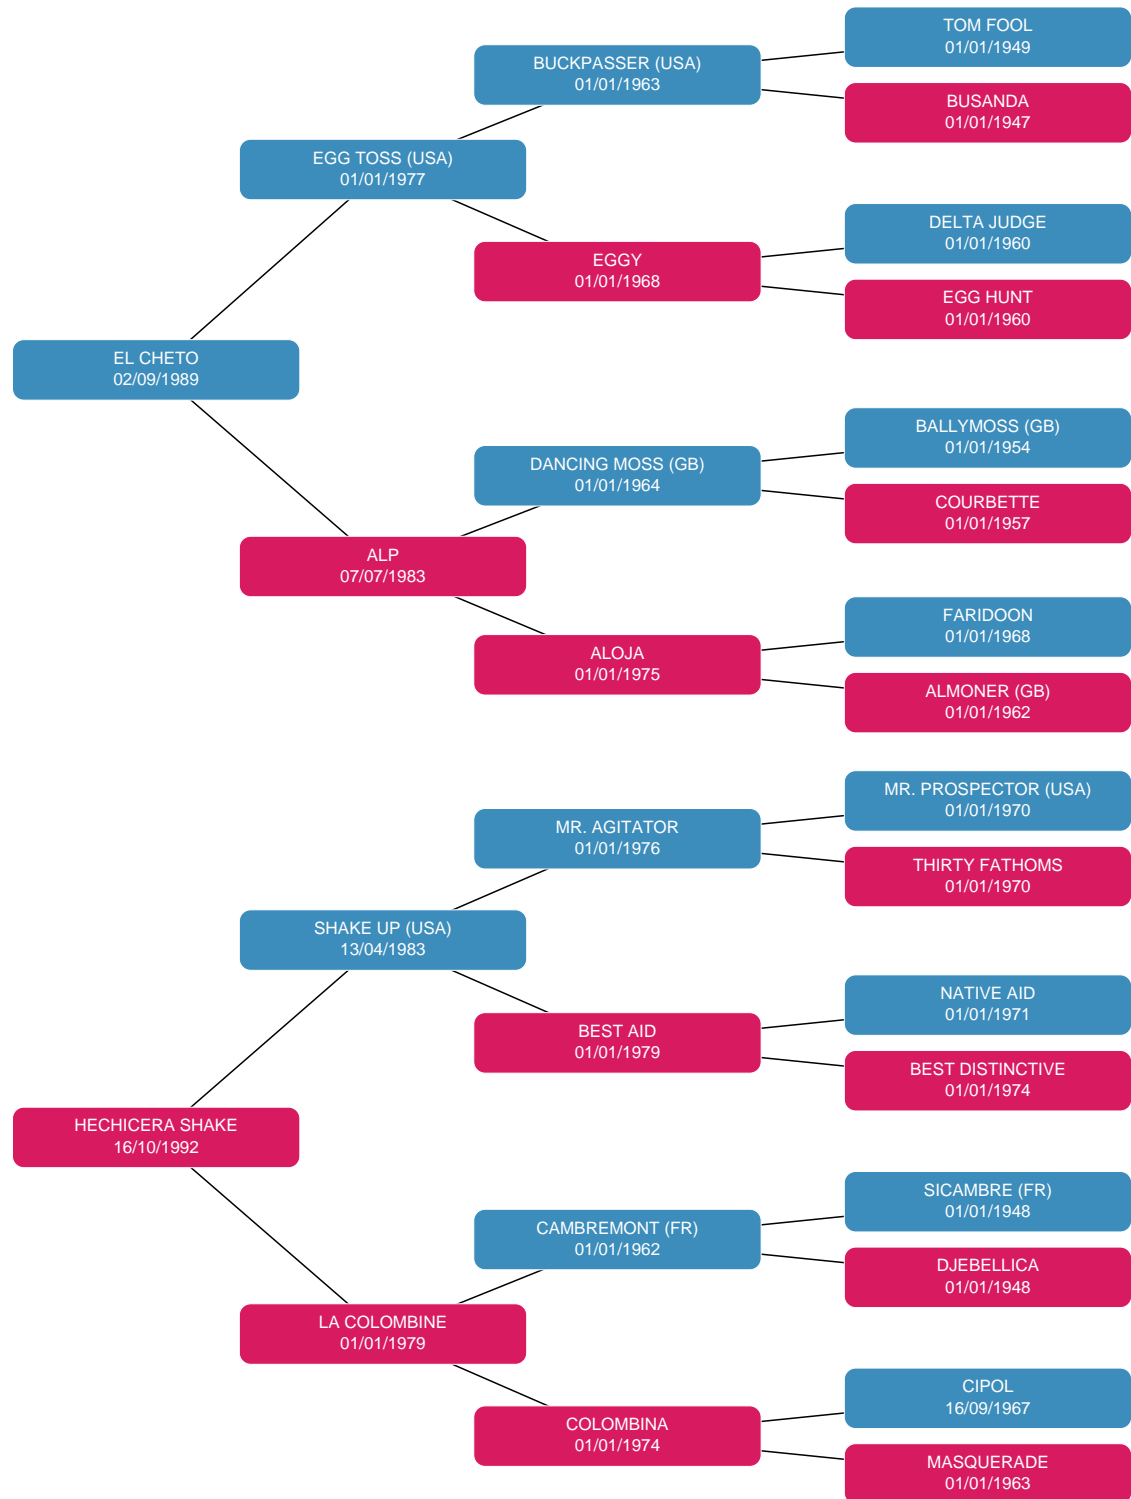 TOM FOOL
01/01/1949
BUCKPASSER (USA)
01/01/1963
BUSANDA
01/01/1947
EGG TOSS (USA)
01/01/1977
DELTA JUDGE
01/01/1960
EGGY
01/01/1968
EGG HUNT
01/01/1960
EL CHETO
02/09/1989
BALLYMOSS (GB)
01/01/1954
DANCING MOSS (GB)
01/01/1964
COURBETTE
01/01/1957
ALP
07/07/1983
FARIDOON
01/01/1968
ALOJA
01/01/1975
ALMONER (GB)
01/01/1962
MR. PROSPECTOR (USA)
01/01/1970
MR. AGITATOR
01/01/1976
THIRTY FATHOMS
01/01/1970
SHAKE UP (USA)
13/04/1983
NATIVE AID
01/01/1971
BEST AID
01/01/1979
BEST DISTINCTIVE
01/01/1974
HECHICERA SHAKE
16/10/1992
SICAMBRE (FR)
01/01/1948
CAMBREMONT (FR)
01/01/1962
DJEBELLICA
01/01/1948
LA COLOMBINE
01/01/1979
CIPOL
16/09/1967
COLOMBINA
01/01/1974
MASQUERADE
01/01/1963